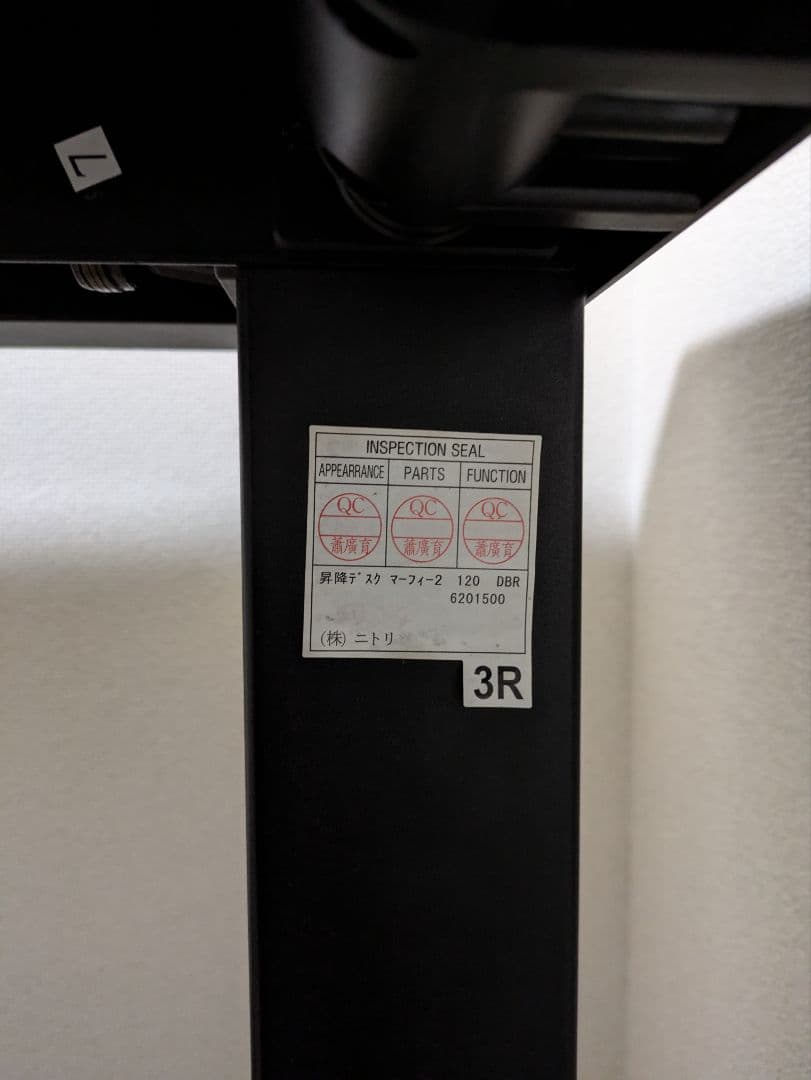 L
INSPECTION SEAL
APPEARRANCE PARTS FUNCTION
QC QC QC
蕭廣育 蕭廣育 蕭廣育
昇降ﾃﾞｽｸ ﾏｰﾌｨｰ2 120 DBR
6201500
(株) ニトリ
3R